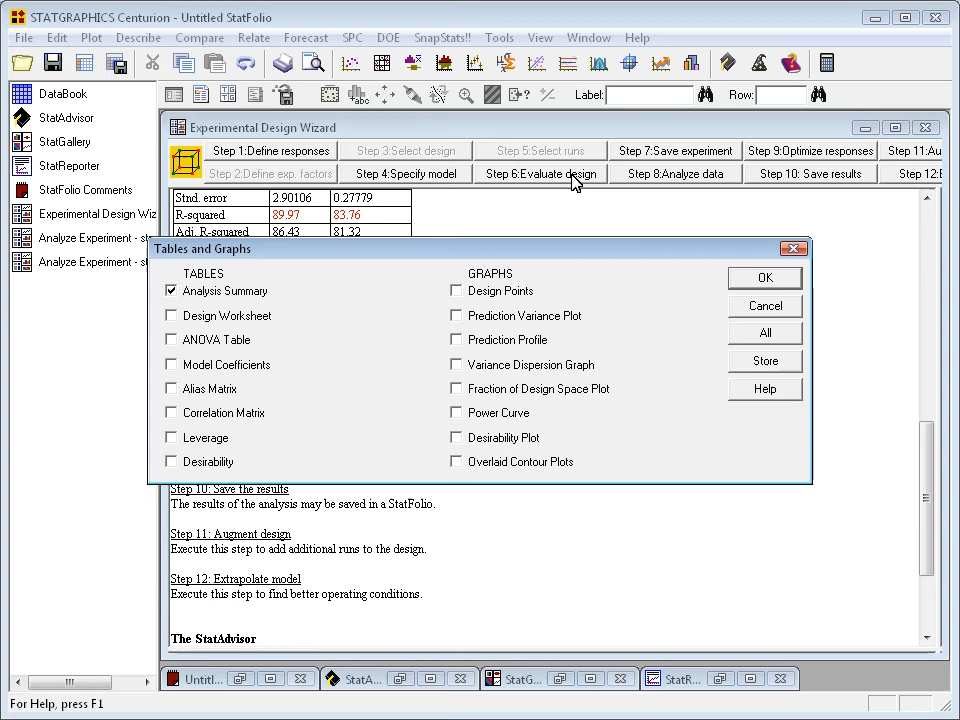 STATGRAPHICS Centurion - Untitled StatFolio
File Edit Plot Describe Compare Relate Forecast SPC DOE SnapStats!! Tools View Window Help
Label: Row:
DataBook
StatAdvisor
StatGallery
StatReporter
StatFolio Comments
Experimental Design Wiz
Analyze Experiment - st
Analyze Experiment - st
Experimental Design Wizard
Step 1:Define responses Step 3:Select design Step 5:Select runs Step 7:Save experiment Step 9:Optimize responses Step 11:Au
Step 2:Define exp. factors Step 4:Specify model Step 6:Evaluate design Step 8:Analyze data Step 10: Save results Step 12:E
Stnd. error 2.90106 0.27779
R-squared 89.97 83.76
Adj. R-squared 86.43 81.32
Tables and Graphs
TABLES GRAPHS
Analysis Summary Design Points
Design Worksheet Prediction Variance Plot
ANOVA Table Prediction Profile
Model Coefficients Variance Dispersion Graph
Alias Matrix Fraction of Design Space Plot
Correlation Matrix Power Curve
Leverage Desirability Plot
Desirability Overlaid Contour Plots
OK
Cancel
All
Store
Help
Step 10: Save the results
The results of the analysis may be saved in a StatFolio.
Step 11: Augment design
Execute this step to add additional runs to the design.
Step 12: Extrapolate model
Execute this step to find better operating conditions.
The StatAdvisor
Untitl... StatA... StatG... StatR...
For Help, press F1